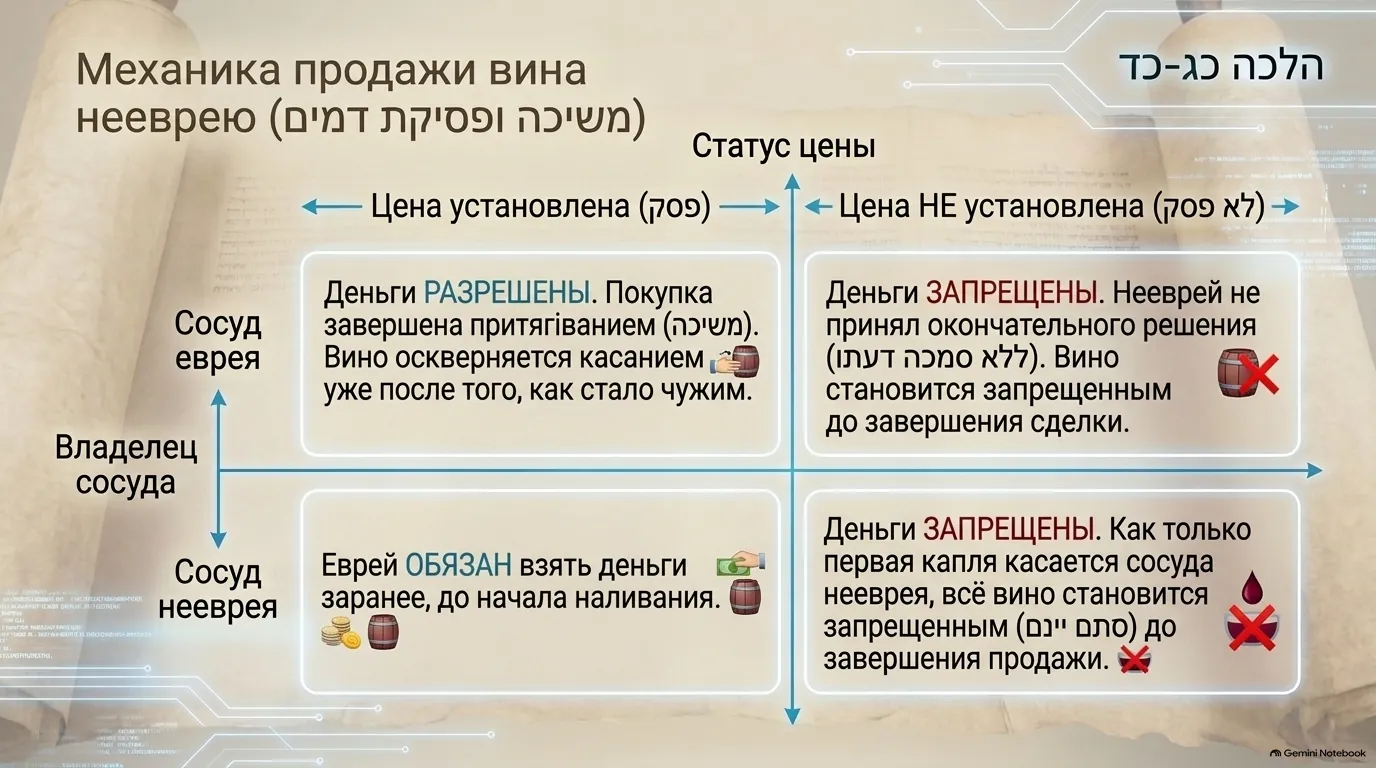 Механика продажи вина
нееврею (משיכה ופסיקת דמים)
הלכה כג-כד
Статус цены
Цена установлена (פסק)
Цена НЕ установлена (לא פסק)
Сосуд
еврея
Деньги РАЗРЕШЕНЫ. Покупка
завершена притягіванием (משיכה).
Вино оскверняется касанием
уже после того, как стало чужим.
Деньги ЗАПРЕЩЕНЫ. Нееврей не
принял окончательного решения
(ללא סמכה דעתו). Вино
становится запрещенным
до завершения сделки.
Владелец
сосуда
Сосуд
нееврея
Еврей ОБЯЗАН взять деньги
заранее, до начала наливания.
Деньги ЗАПРЕЩЕНЫ. Как только
первая капля касается сосуда
нееврея, всё вино становится
запрещенным (סתם יינם) до
завершения продажи.
Gemini Notebook